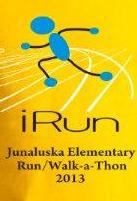 iRun
Junaluska Elementary
Run/Walk-a-Thon
2013